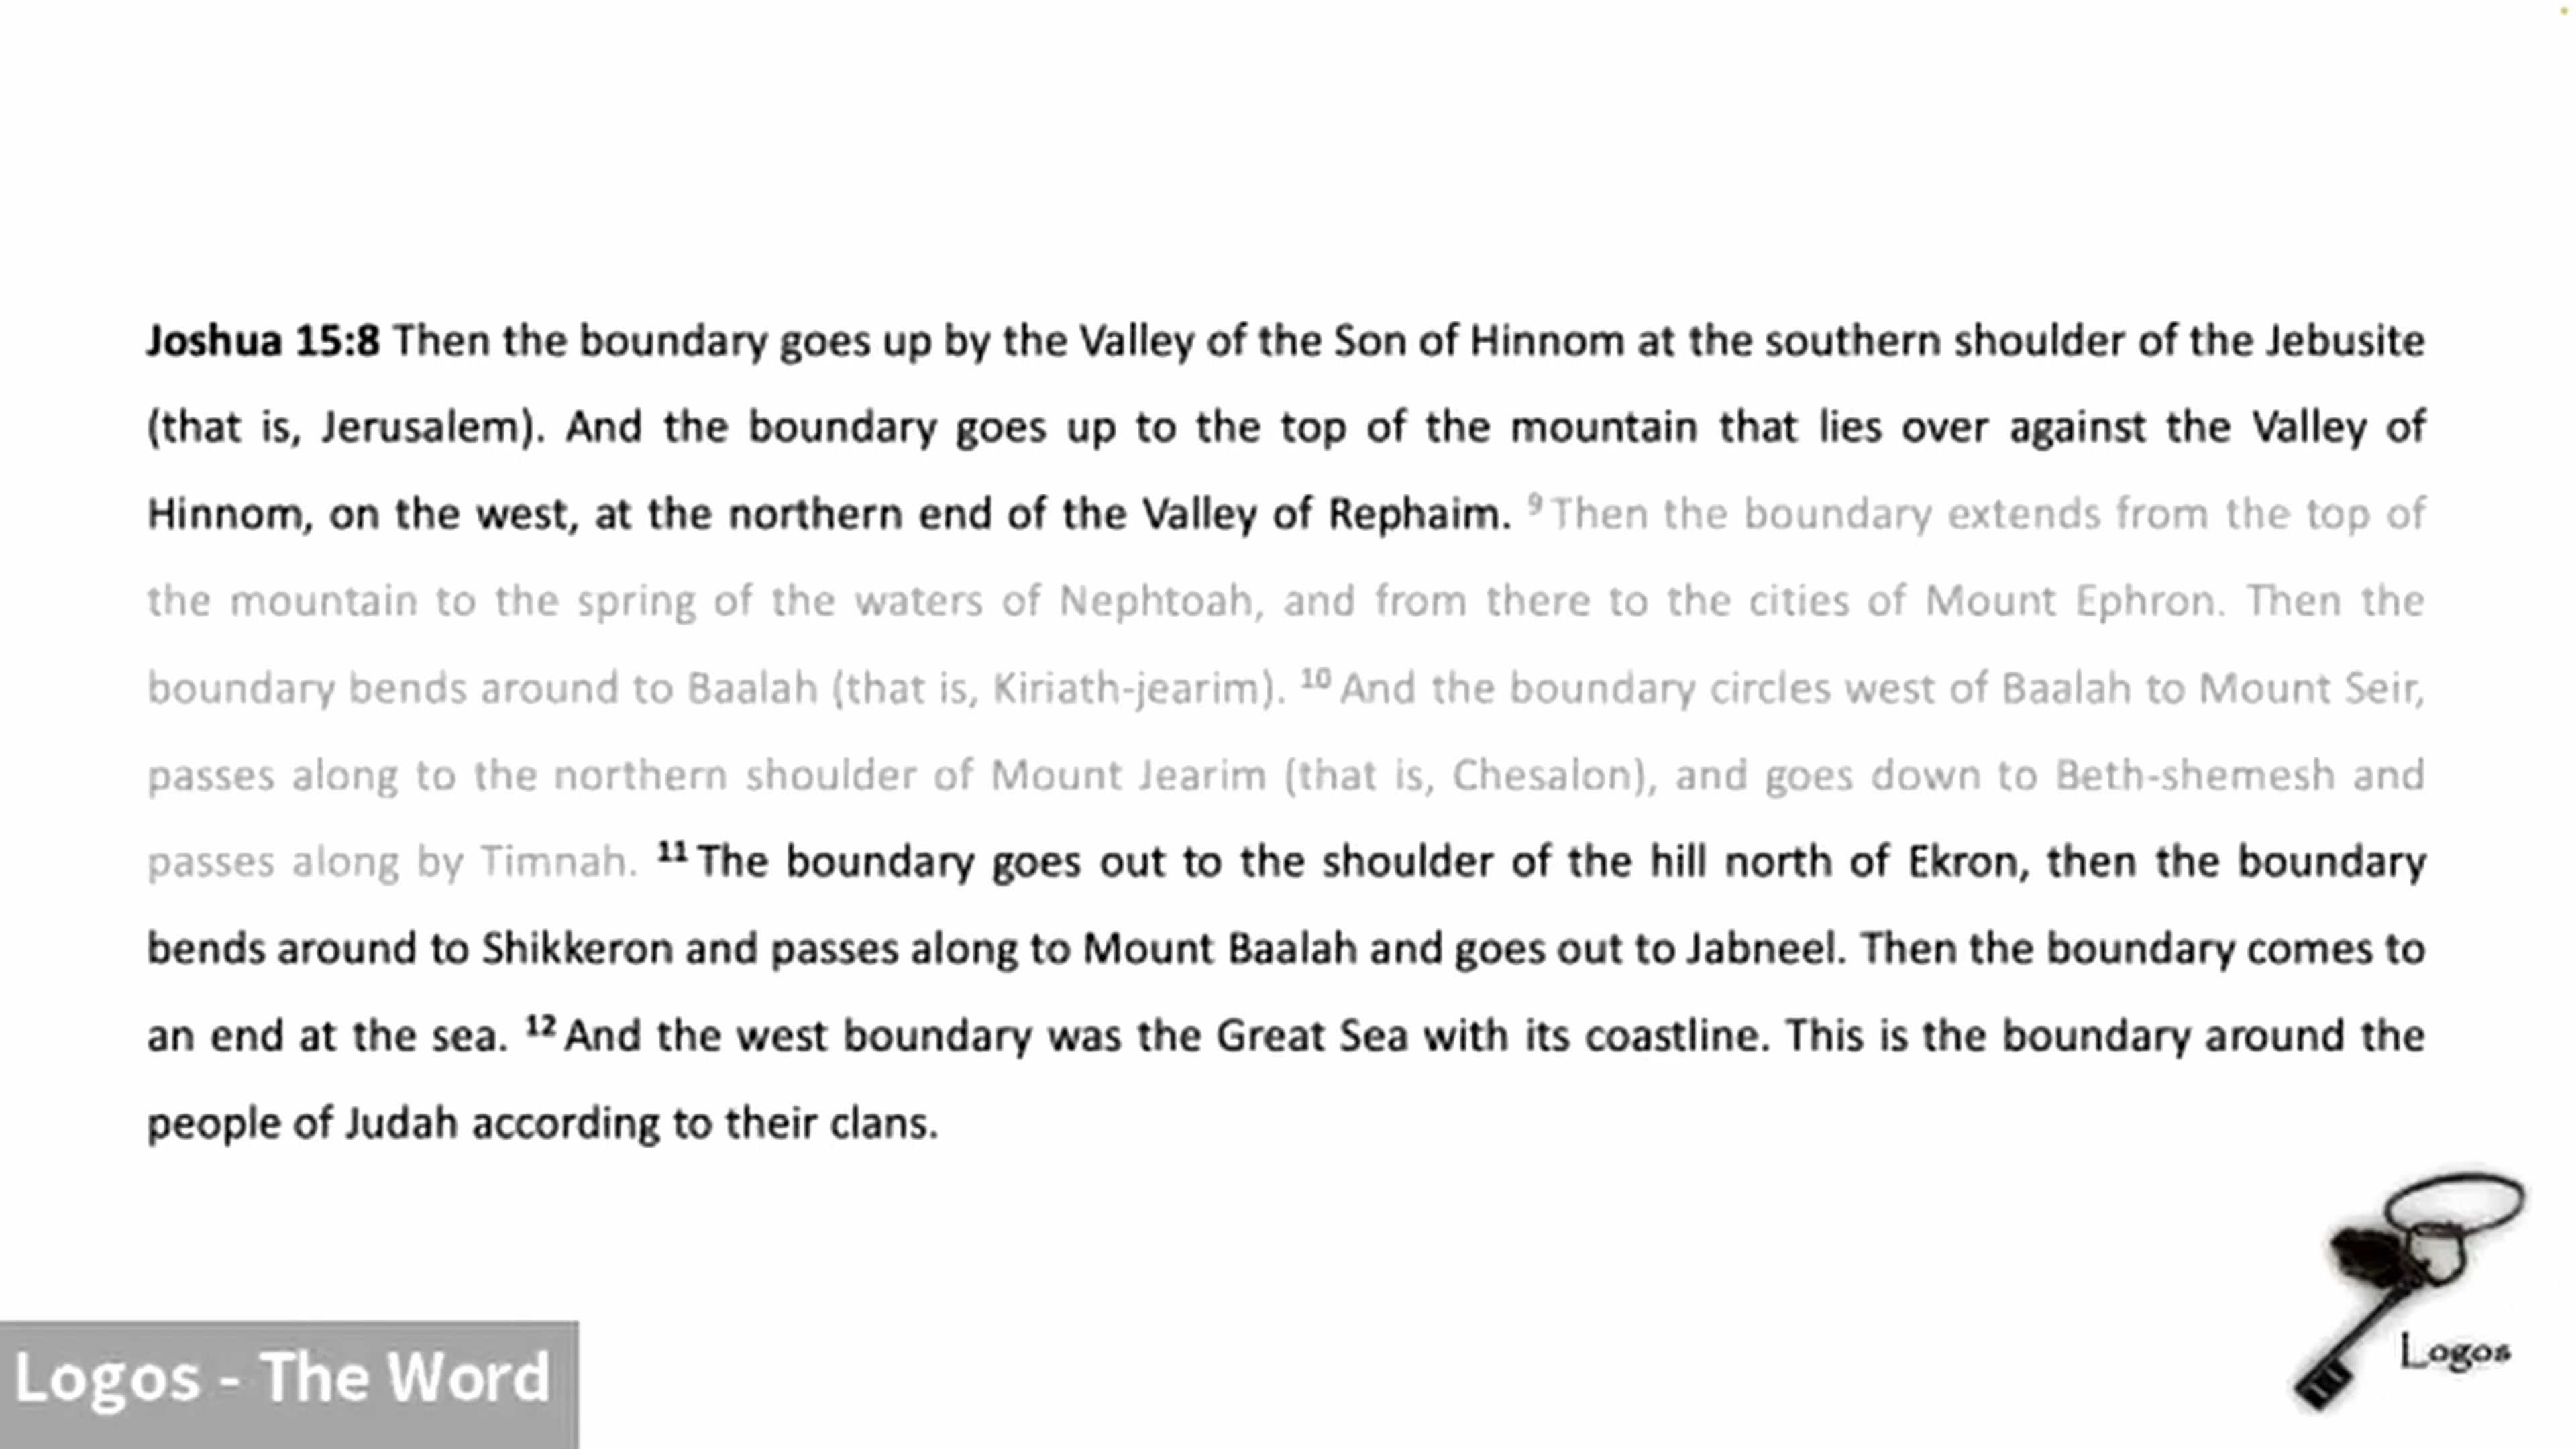 Joshua 15:8 Then the boundary goes up by the Valley of the Son of Hinnom at the southern shoulder of the Jebusite
(that is, Jerusalem). And the boundary goes up to the top of the mountain that lies over against the Valley of
Hinnom, on the west, at the northern end of the Valley of Rephaim. ⁹ Then the boundary extends from the top of
the mountain to the spring of the waters of Nephtoah, and from there to the cities of Mount Ephron. Then the
boundary bends around to Baalah (that is, Kiriath-jearim). ¹⁰ And the boundary circles west of Baalah to Mount Seir,
passes along to the northern shoulder of Mount Jearim (that is, Chesalon), and goes down to Beth-shemesh and
passes along by Timnah. ¹¹ The boundary goes out to the shoulder of the hill north of Ekron, then the boundary
bends around to Shikkeron and passes along to Mount Baalah and goes out to Jabneel. Then the boundary comes to
an end at the sea. ¹² And the west boundary was the Great Sea with its coastline. This is the boundary around the
people of Judah according to their clans.
Logos
Logos - The Word